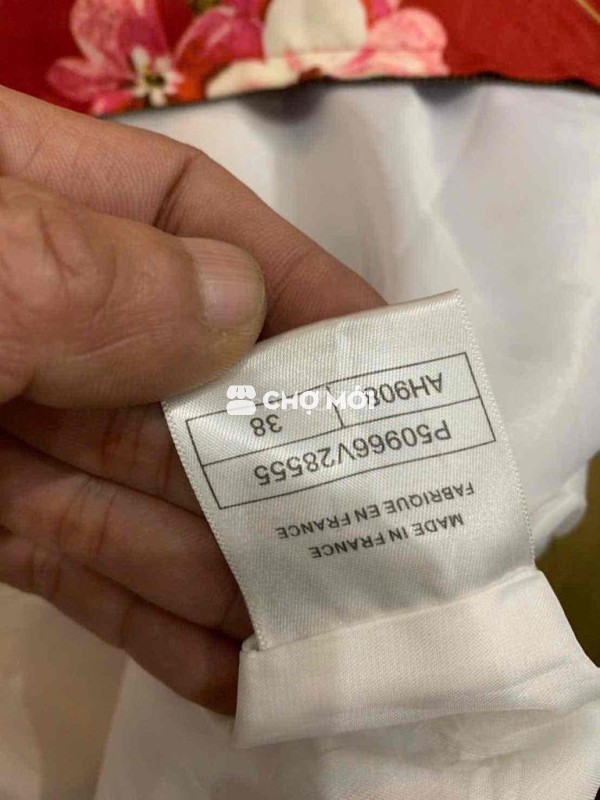 MADE IN FRANCE
FABRIQUE EN FRANCE
P50966V28555
AH908 38
CHỢ MỚI